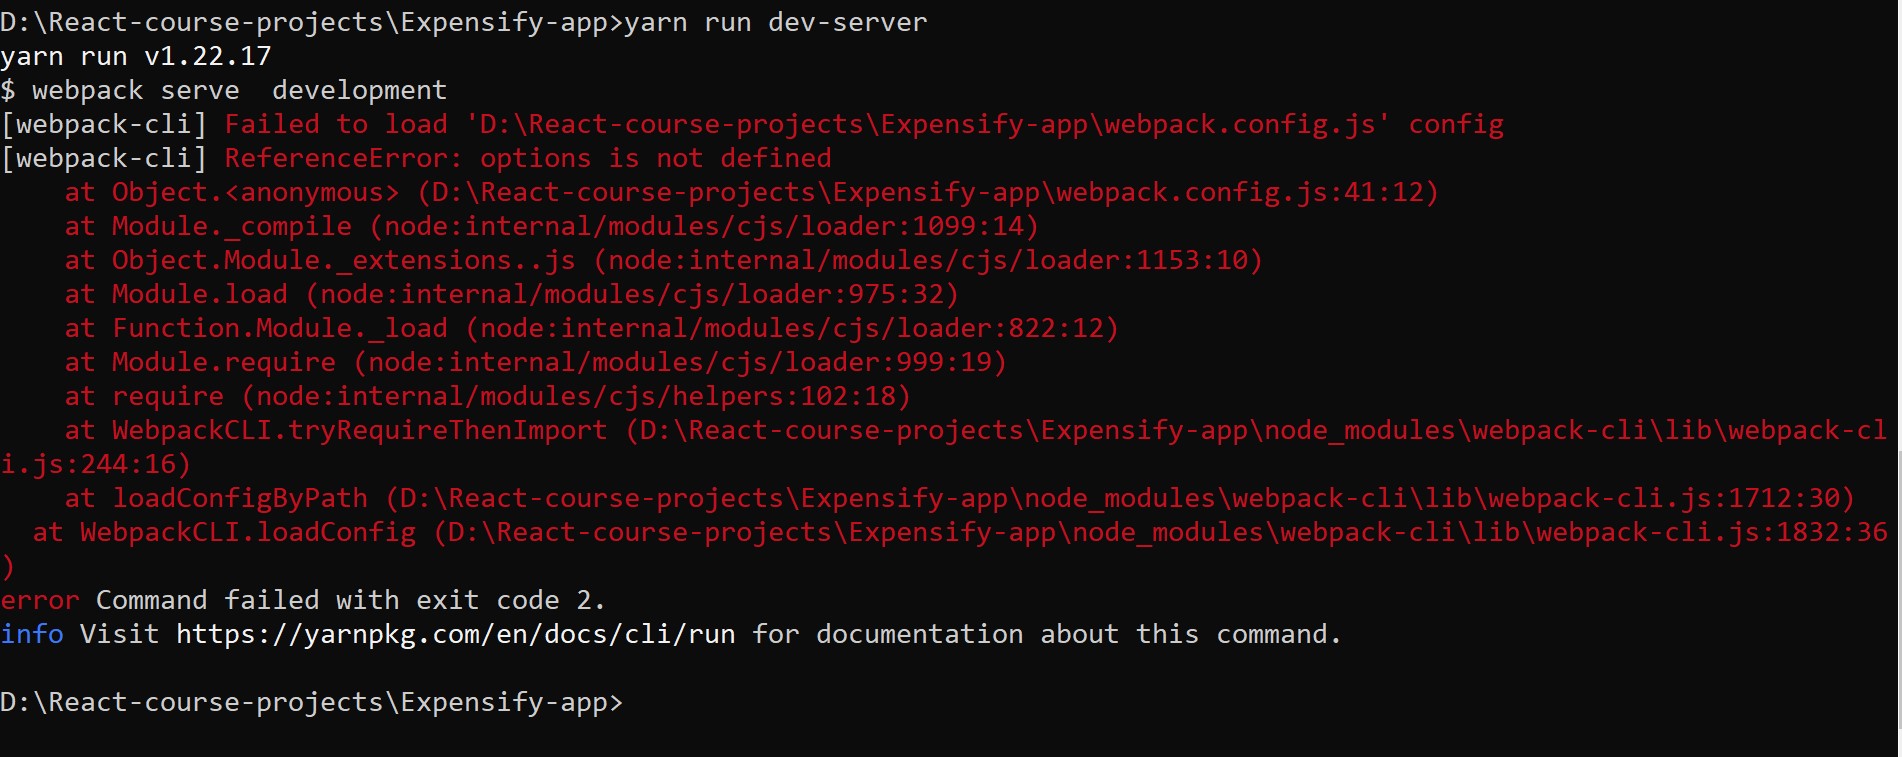 D:\React-course-projects\Expensify-app>yarn run dev-server
yarn run v1.22.17
$ webpack serve  development
[webpack-cli] Failed to load 'D:\React-course-projects\Expensify-app\webpack.config.js' config
[webpack-cli] ReferenceError: options is not defined
    at Object.<anonymous> (D:\React-course-projects\Expensify-app\webpack.config.js:41:12)
    at Module._compile (node:internal/modules/cjs/loader:1099:14)
    at Object.Module._extensions..js (node:internal/modules/cjs/loader:1153:10)
    at Module.load (node:internal/modules/cjs/loader:975:32)
    at Function.Module._load (node:internal/modules/cjs/loader:822:12)
    at Module.require (node:internal/modules/cjs/loader:999:19)
    at require (node:internal/modules/cjs/helpers:102:18)
    at WebpackCLI.tryRequireThenImport (D:\React-course-projects\Expensify-app\node_modules\webpack-cli\lib\webpack-cl
i.js:244:16)
    at loadConfigByPath (D:\React-course-projects\Expensify-app\node_modules\webpack-cli\lib\webpack-cli.js:1712:30)
  at WebpackCLI.loadConfig (D:\React-course-projects\Expensify-app\node_modules\webpack-cli\lib\webpack-cli.js:1832:36
)
error Command failed with exit code 2.
info Visit https://yarnpkg.com/en/docs/cli/run for documentation about this command.
D:\React-course-projects\Expensify-app>